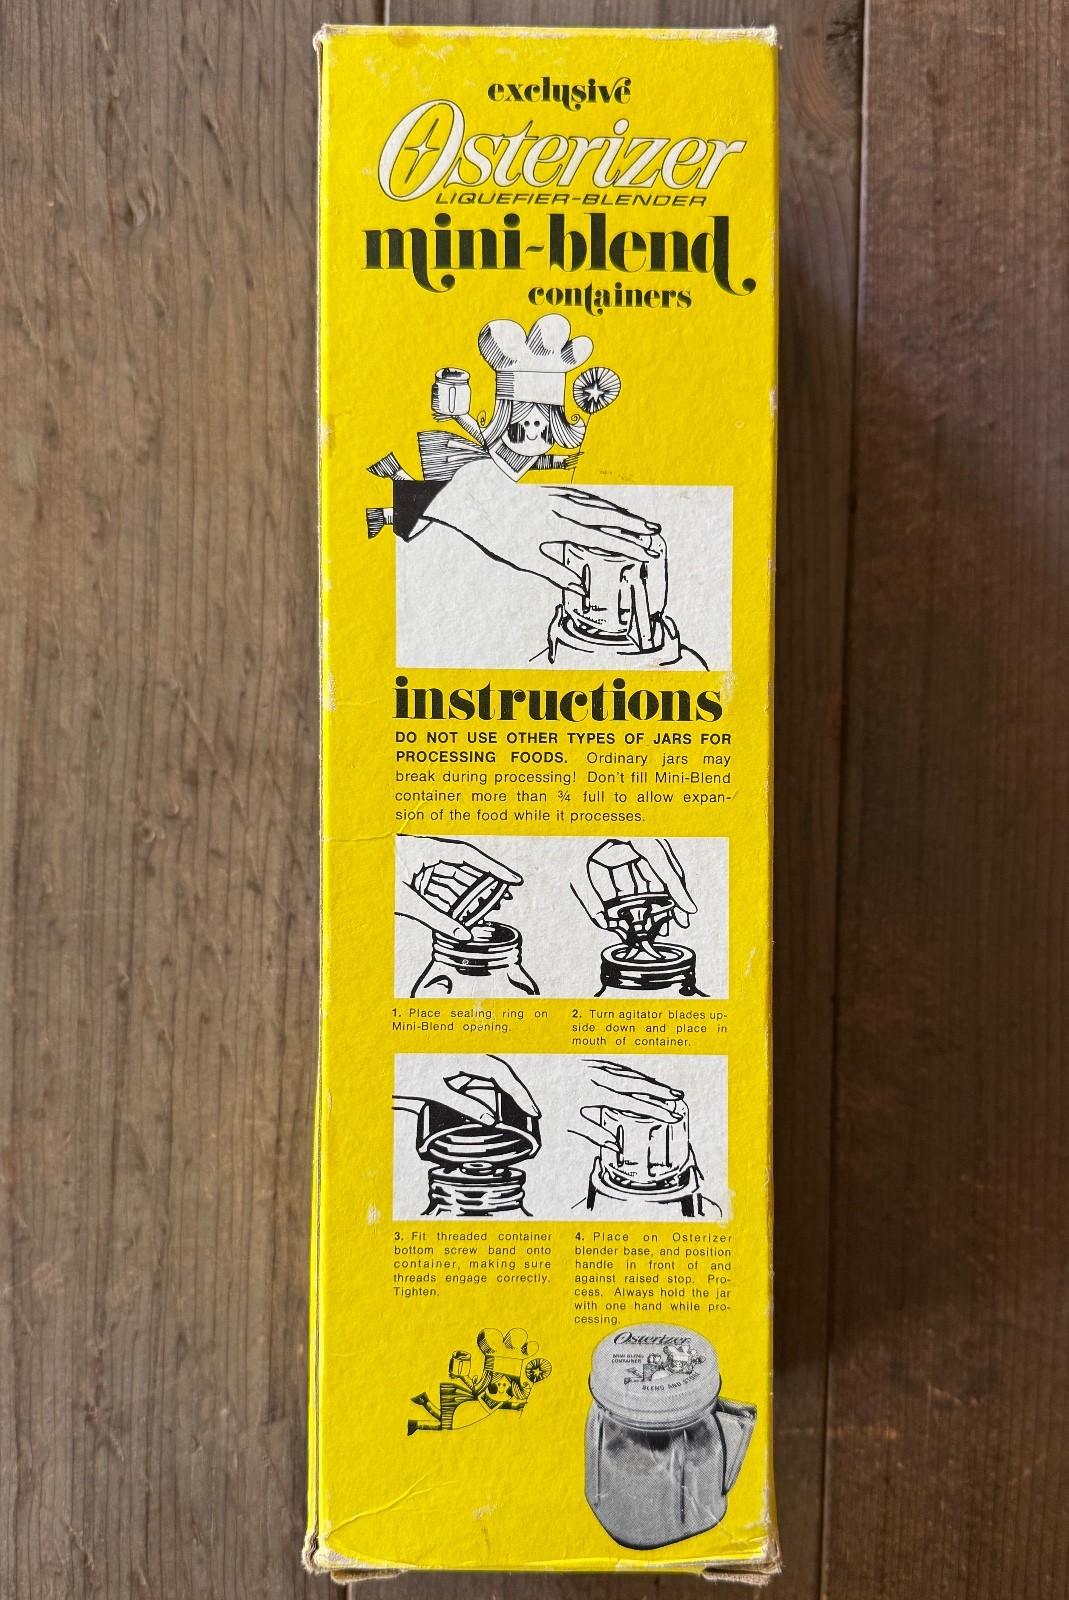 exclusive
Osterizer
LIQUEFIER-BLENDER
mini-blend
containers
instructions
DO NOT USE OTHER TYPES OF JARS FOR
PROCESSING FOODS. Ordinary jars may
break during processing! Don't fill Mini-Blend
container more than ¾ full to allow expan-
sion of the food while it processes.
1. Place sealing ring on
Mini-Blend opening.
2. Turn agitator blades up-
side down and place in
mouth of container.
3. Fit threaded container
bottom screw band onto
container, making sure
threads engage correctly.
Tighten.
4. Place on Osterizer
blender base, and position
handle in front of and
against raised stop. Pro-
cess. Always hold the jar
with one hand while pro-
cessing.
Osterizer
MINI-BLEND
CONTAINER
BLEND AND STORE